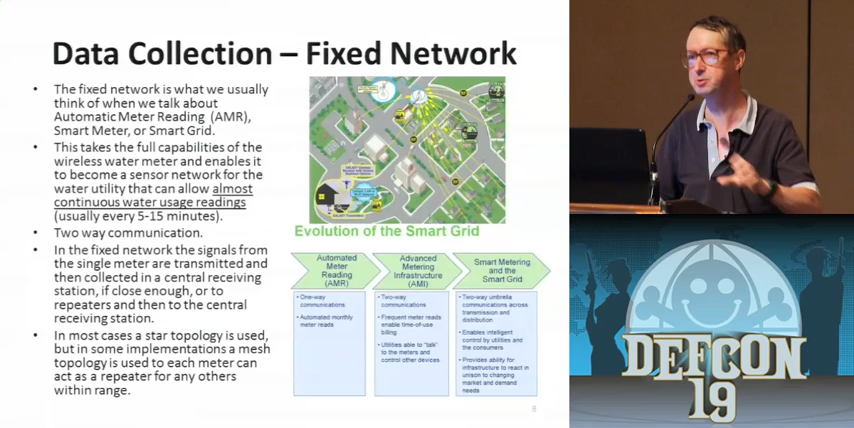 Data Collection – Fixed Network
• The fixed network is what we usually
think of when we talk about
Automatic Meter Reading (AMR),
Smart Meter, or Smart Grid.
• This takes the full capabilities of the
wireless water meter and enables it
to become a sensor network for the
water utility that can allow almost
continuous water usage readings
(usually every 5-15 minutes).
• Two way communication.
• In the fixed network the signals from
the single meter are transmitted and
then collected in a central receiving
station, if close enough, or to
repeaters and then to the central
receiving station.
• In most cases a star topology is used,
but in some implementations a mesh
topology is used to each meter can
act as a repeater for any others
within range.
Evolution of the Smart Grid
Automated
Meter
Reading
(AMR)
• One-way
communications
• Automated monthly
meter reads
Advanced
Metering
Infrastructure
(AMI)
• Two-way
communications
• Frequent meter reads
enable time-of-use
billing
• Utilities able to "talk"
to the meters and
control other devices
Smart Metering
and the
Smart Grid
• Two-way umbrella
communications across
transmission and
distribution
• Enables intelligent
control by utilities and
the consumers
• Provides ability for
infrastructure to react in
unison to changing
market and demand
needs
8
DEFCON
19